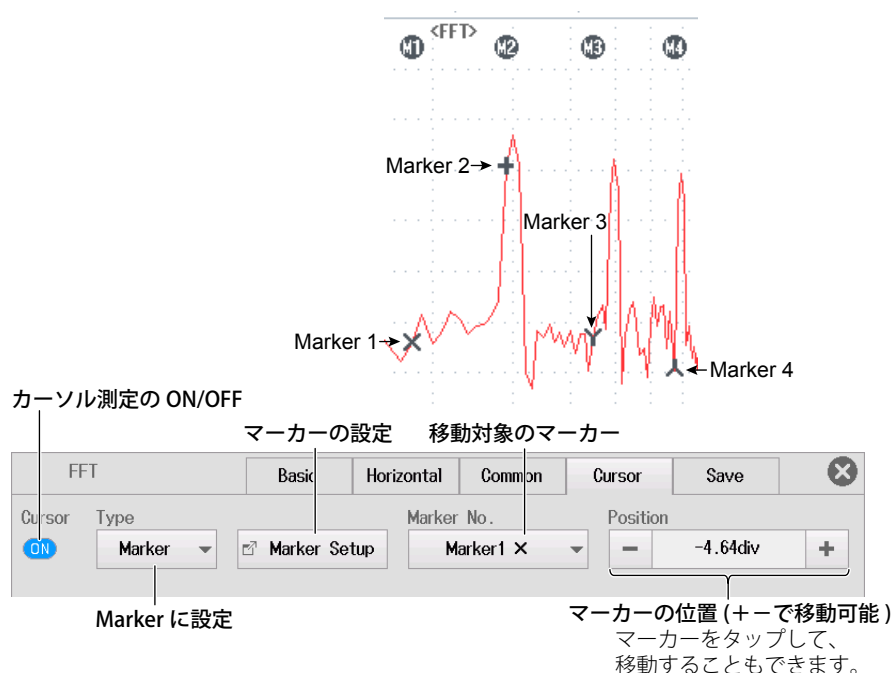 <FFT>
M1 M2 M3 M4
Marker 2
Marker 3
Marker 1
Marker 4
カーソル測定の ON/OFF
マーカーの設定 移動対象のマーカー
FFT Basic Horizontal Common Cursor Save
Cursor Type Marker No. Position
ON Marker Marker Setup Marker1 × − -4.64div +
Marker に設定
マーカーの位置 (+−で移動可能 )
マーカーをタップして、
移動することもできます。